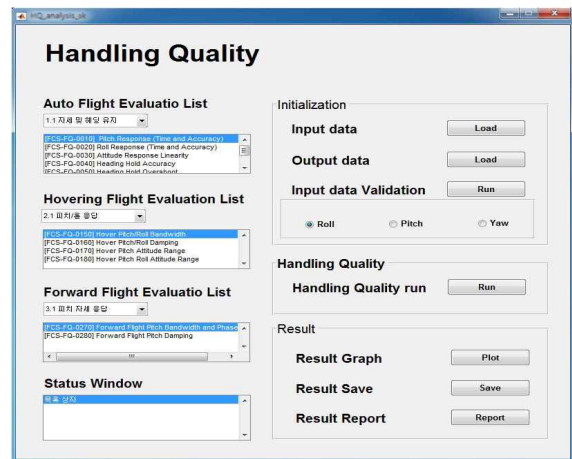 HQ_analysis_sk
Handling Quality
Auto Flight Evaluatio List
1.1 자세 및 헤딩 유지
[FCS-FQ-0010] Pitch Response (Time and Accuracy)
[FCS-FQ-0020] Roll Response (Time and Accuracy)
[FCS-FQ-0030] Attitude Response Linearity
[FCS-FQ-0040] Heading Hold Accuracy
[FCS-FQ-0050] Heading Hold Overshoot
Hovering Flight Evaluation List
2.1 피치/롤 응답
[FCS-FQ-0150] Hover Pitch/Roll Bandwidth
[FCS-FQ-0160] Hover Pitch/Roll Damping
[FCS-FQ-0170] Hover Pitch Attitude Range
[FCS-FQ-0180] Hover Pitch Roll Attitude Range
Forward Flight Evaluatio List
3.1 피치 자세 응답
[FCS-FQ-0270] Forward Flight Pitch Bandwidth and Phase
[FCS-FQ-0280] Forward Flight Pitch Damping
Status Window
목록 상자
Initialization
Input data
Load
Output data
Load
Input data Validation
Run
Roll
Pitch
Yaw
Handling Quality
Handling Quality run
Run
Result
Result Graph
Plot
Result Save
Save
Result Report
Report